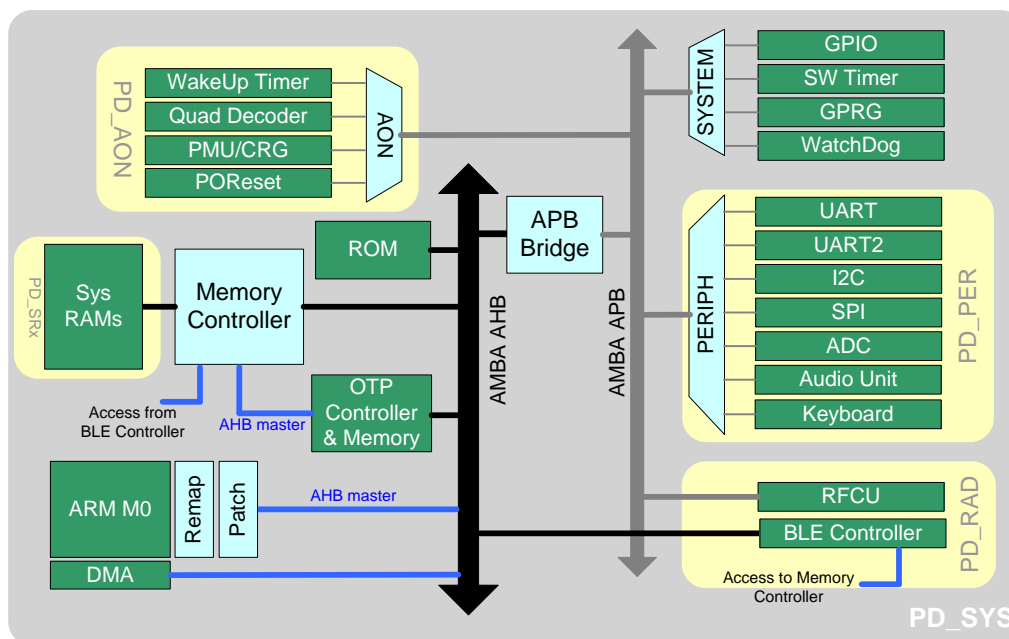 PD_AON
WakeUp Timer
Quad Decoder
PMU/CRG
POReset
AON
SYSTEM
GPIO
SW Timer
GPRG
WatchDog
ROM
APB
Bridge
PD_SRx
Sys
RAMs
Memory
Controller
AMBA AHB
AMBA APB
PERIPH
UART
UART2
I2C
SPI
ADC
Audio Unit
Keyboard
PD_PER
Access from
BLE Controller
AHB master
OTP
Controller
& Memory
ARM M0
Remap
Patch
AHB master
DMA
RFCU
BLE Controller
PD_RAD
Access to Memory
Controller
PD_SYS